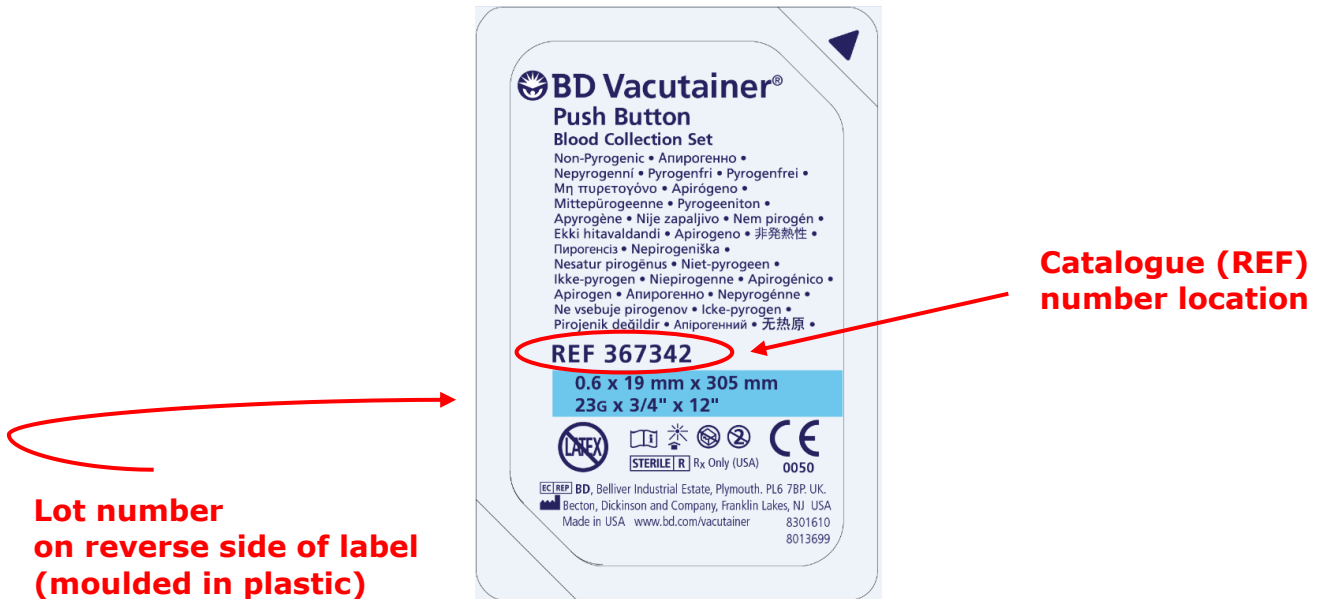 BD Vacutainer®
Push Button
Blood Collection Set
Non-Pyrogenic • Апирогенно •
Nepyrogenní • Pyrogenfri • Pyrogenfrei •
Μη πυρετογόνο • Apirógeno •
Mittepürogeenne • Pyrogeeniton •
Apyrogène • Nije zapaljivo • Nem pirogén •
Ekki hitavaldandi • Apirogeno • 非発熱性 •
Пирогенсіз • Nepirogeniška •
Nesatur pirogēnus • Niet-pyrogeen •
Ikke-pyrogen • Niepirogenne • Apirogénico •
Apirogen • Апирогенно • Nepyrogénne •
Ne vsebuje pirogenov • Icke-pyrogen •
Pirojenik değildir • Апірогенний • 无热原 •
REF 367342
0.6 x 19 mm x 305 mm
23G x 3/4" x 12"
LATEX
i
2
CE
0050
STERILE R Rx Only (USA)
EC REP BD, Belliver Industrial Estate, Plymouth. PL6 7BP. UK.
Becton, Dickinson and Company, Franklin Lakes, NJ USA
Made in USA www.bd.com/vacutainer 8301610
8013699
Catalogue (REF)
number location
Lot number
on reverse side of label
(moulded in plastic)